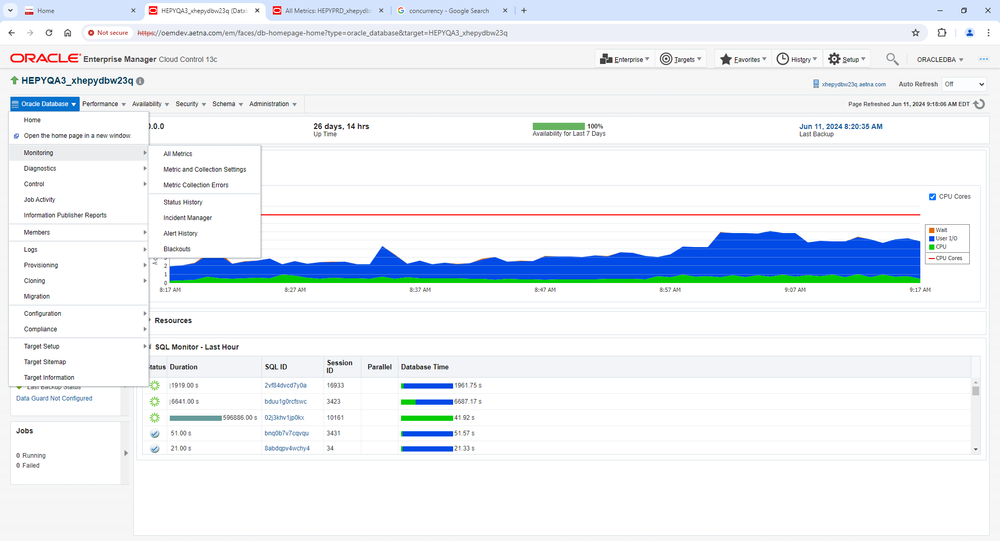 Home
HEPYQA3_xhepydbw23q (Datab
All Metrics: HEPYPRD_xhepydbm
concurrency - Google Search
Not secure
https://oemdev.aetna.com/em/faces/db-homepage-home?type=oracle_database&target=HEPYQA3_xhepydbw23q
ORACLE Enterprise Manager Cloud Control 13c
Enterprise
Targets
Favorites
History
Setup
ORACLEDBA
HEPYQA3_xhepydbw23q
xhepydbw23q.aetna.com
Auto Refresh
Off
Oracle Database
Performance
Availability
Security
Schema
Administration
Page Refreshed Jun 11, 2024 9:18:06 AM EDT
Home
Open the home page in a new window.
Monitoring
Diagnostics
Control
Job Activity
Information Publisher Reports
Members
Logs
Provisioning
Cloning
Migration
Configuration
Compliance
Target Setup
Target Sitemap
Target Information
All Metrics
Metric and Collection Settings
Metric Collection Errors
Status History
Incident Manager
Alert History
Blackouts
0.0.0
26 days, 14 hrs
Up Time
100%
Availability for Last 7 Days
Jun 11, 2024 8:20:35 AM
Last Backup
CPU Cores
Wait
User I/O
CPU
CPU Cores
2
1
0
8:17 AM
8:27 AM
8:37 AM
8:47 AM
8:57 AM
9:07 AM
9:17 AM
Resources
SQL Monitor - Last Hour
Status
Duration
SQL ID
Session ID
Parallel
Database Time
1919.00 s
2vf84dvcd7y0a
16933
1961.75 s
6641.00 s
bduu1g0rcfswc
3423
6687.17 s
596886.00 s
02j3khv1jp0kx
10161
41.92 s
51.00 s
bnq0b7v7cqvqu
3431
51.57 s
21.00 s
8abdqpv4wchy4
34
21.33 s
Last Backup Status
Data Guard Not Configured
Jobs
0 Running
0 Failed